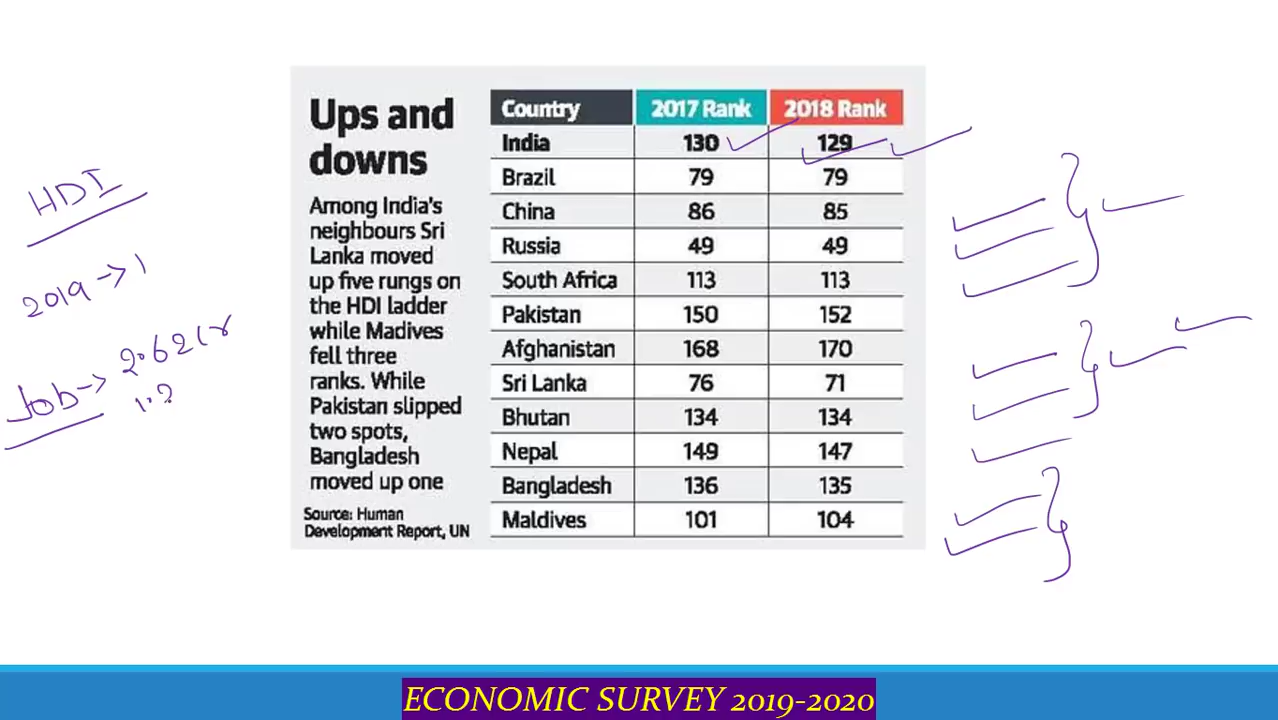 Ups and
downs
Among India's
neighbours Sri
Lanka moved
up five rungs on
the HDI ladder
while Madives
fell three
ranks. While
Pakistan slipped
two spots,
Bangladesh
moved up one
Source: Human
Development Report, UN
Country 2017 Rank 2018 Rank
India 130 129
Brazil 79 79
China 86 85
Russia 49 49
South Africa 113 113
Pakistan 150 152
Afghanistan 168 170
Sri Lanka 76 71
Bhutan 134 134
Nepal 149 147
Bangladesh 136 135
Maldives 101 104
HDI
2019 → 1
Job → 2.62 Cr
ECONOMIC SURVEY 2019-2020